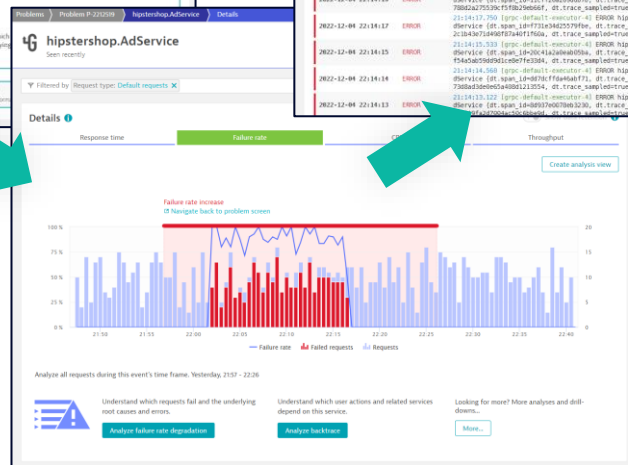 Problems
Problem P-2212519
hipstershop.AdService
Details
hipstershop.AdService
Seen recently
Filtered by Request type: Default requests ×
2022-12-04 22:14:17 ERROR
21:14:17.750 [grpc-default-executor-4] ERROR hip
2022-12-04 22:14:15 ERROR
21:14:15.533 [grpc-default-executor-4] ERROR hip
2022-12-04 22:14:14 ERROR
21:14:14.560 [grpc-default-executor-4] ERROR hip
2022-12-04 22:14:13 ERROR
21:14:13.122 [grpc-default-executor-4] ERROR hip
Details
Response time
Failure rate
Throughput
Create analysis view
Failure rate increase
Navigate back to problem screen
100 %
75 %
50 %
25 %
0 %
20
15
10
5
0
21:50 21:55 22:00 22:05 22:10 22:15 22:20 22:25 22:30 22:35 22:40
Failure rate Failed requests Requests
Analyze all requests during this event's time frame. Yesterday, 21:57 - 22:26
Understand which requests fail and the underlying
root causes and errors.
Analyze failure rate degradation
Understand which user actions and related services
depend on this service.
Analyze backtrace
Looking for more? More analyses and drill-
downs...
More...